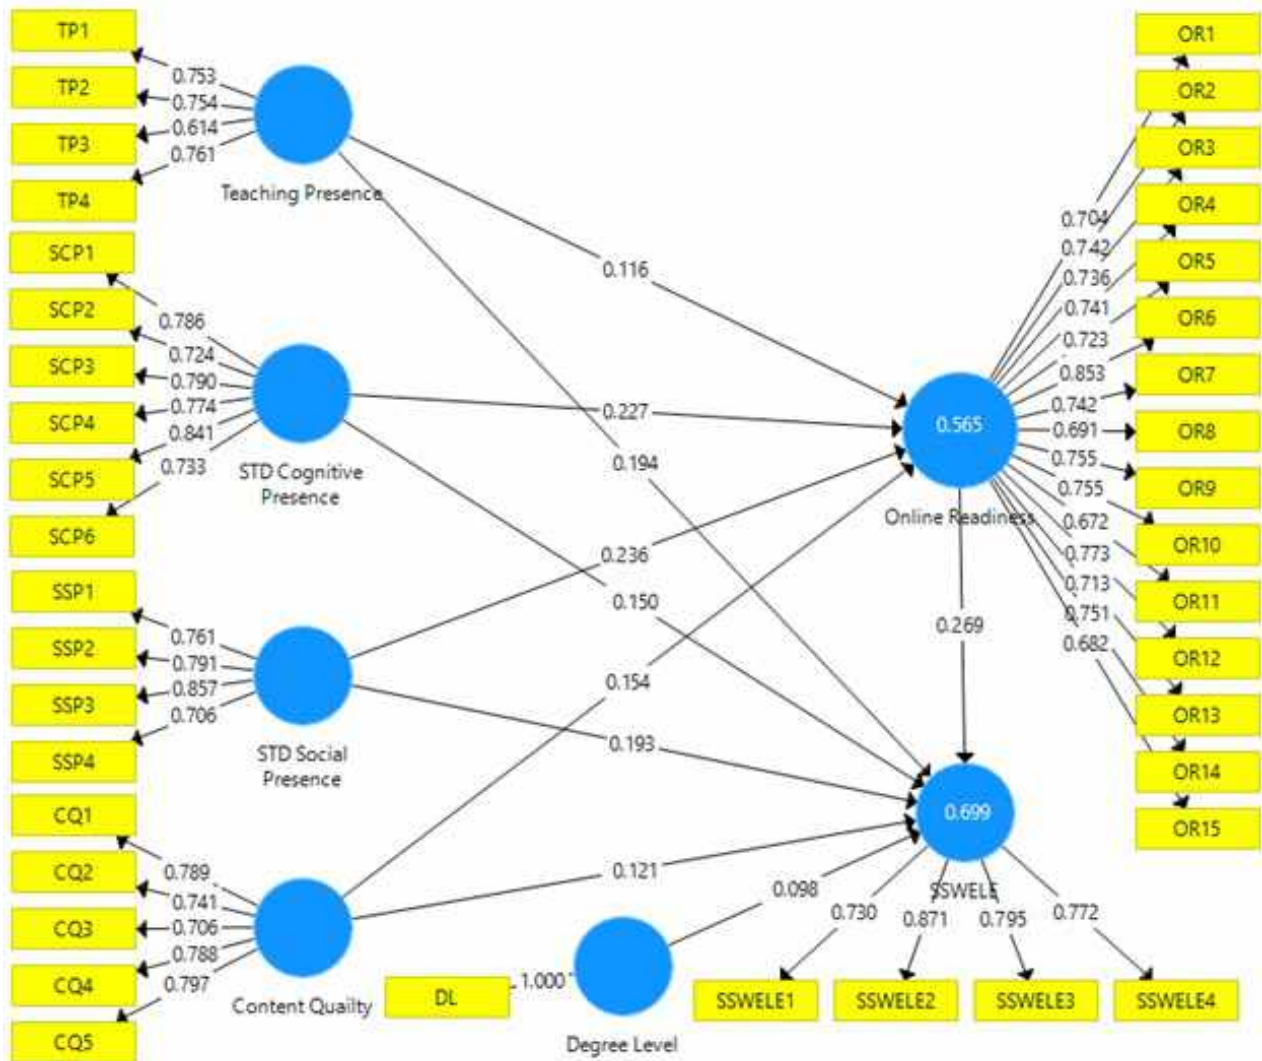 TP1
TP2
TP3
TP4
0.753
0.754
0.614
0.761
Teaching Presence
SCP1
SCP2
SCP3
SCP4
SCP5
SCP6
0.786
0.724
0.790
0.774
0.841
0.733
STD Cognitive
Presence
SSP1
SSP2
SSP3
SSP4
0.761
0.791
0.857
0.706
STD Social
Presence
CQ1
CQ2
CQ3
CQ4
CQ5
0.789
0.741
0.706
0.788
0.797
Content Quailty
DL
1.000
Degree Level
0.116
0.227
0.194
0.236
0.150
0.154
0.193
0.121
0.098
0.269
0.565
Online Readiness
0.699
SSWELE
0.730
0.871
0.795
0.772
SSWELE1
SSWELE2
SSWELE3
SSWELE4
0.704
0.742
0.736
0.741
0.723
0.853
0.742
0.691
0.755
0.755
0.672
0.773
0.713
0.751
0.682
OR1
OR2
OR3
OR4
OR5
OR6
OR7
OR8
OR9
OR10
OR11
OR12
OR13
OR14
OR15